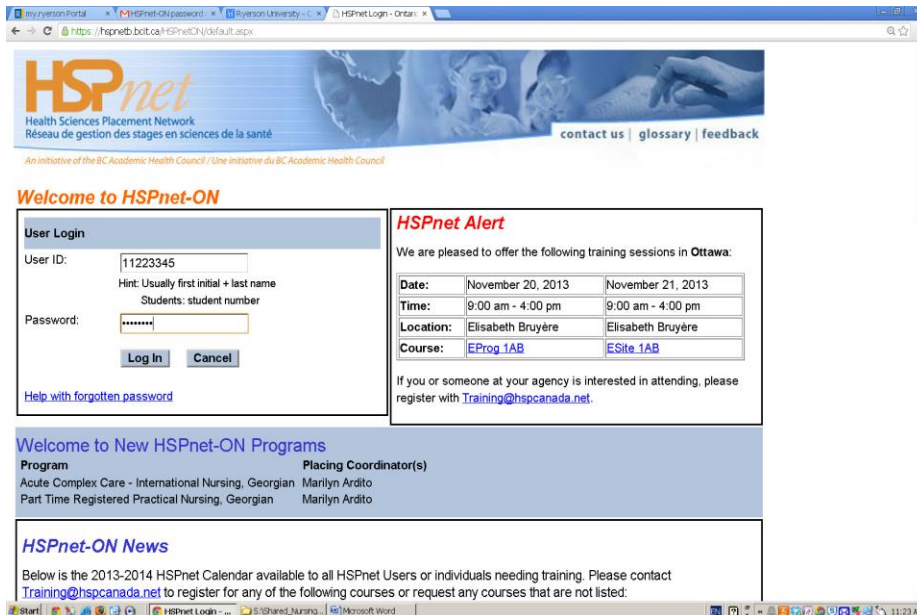 my.ryerson Portal
HSPnet-ON password
Ryerson University – C
HSPnet Login - Ontari
https://hspnetb.bcit.ca/HSPnetON/default.aspx
HSPnet
Health Sciences Placement Network
Réseau de gestion des stages en sciences de la santé
contact us | glossary | feedback
An initiative of the BC Academic Health Council / Une initiative du BC Academic Health Council
Welcome to HSPnet-ON
User Login
User ID: 11223345
Hint: Usually first initial + last name
Students: student number
Password: ••••••••
Log In Cancel
Help with forgotten password
HSPnet Alert
We are pleased to offer the following training sessions in Ottawa:
Date: November 20, 2013 November 21, 2013
Time: 9:00 am - 4:00 pm 9:00 am - 4:00 pm
Location: Elisabeth Bruyère Elisabeth Bruyère
Course: EProg 1AB ESite 1AB
If you or someone at your agency is interested in attending, please
register with Training@hspcanada.net.
Welcome to New HSPnet-ON Programs
Program Placing Coordinator(s)
Acute Complex Care - International Nursing, Georgian Marilyn Ardito
Part Time Registered Practical Nursing, Georgian Marilyn Ardito
HSPnet-ON News
Below is the 2013-2014 HSPnet Calendar available to all HSPnet Users or individuals needing training. Please contact
Training@hspcanada.net to register for any of the following courses or request any courses that are not listed:
Start HSPnet Login - ... S:\Shared_Nursing... Microsoft Word EN 11:23 A